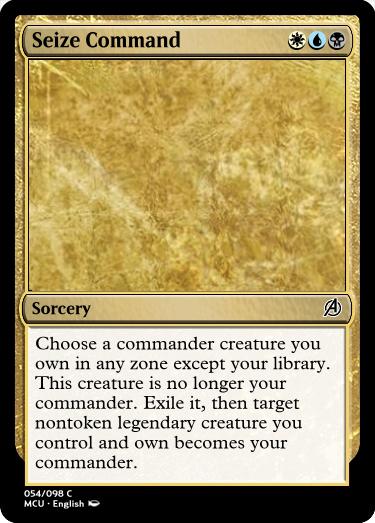 Seize Command
Sorcery
Choose a commander creature you
own in any zone except your library.
This creature is no longer your
commander. Exile it, then target
nontoken legendary creature you
control and own becomes your
commander.
054/098 C
MCU • English